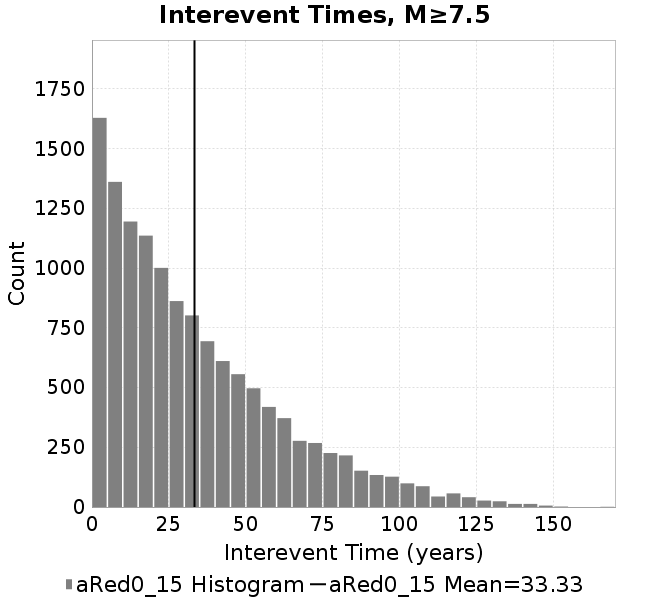 Interevent Times, M≥7.5
Count
1750
1500
1250
1000
750
500
250
0
0 25 50 75 100 125 150
Interevent Time (years)
aRed0_15 Histogram aRed0_15 Mean=33.33